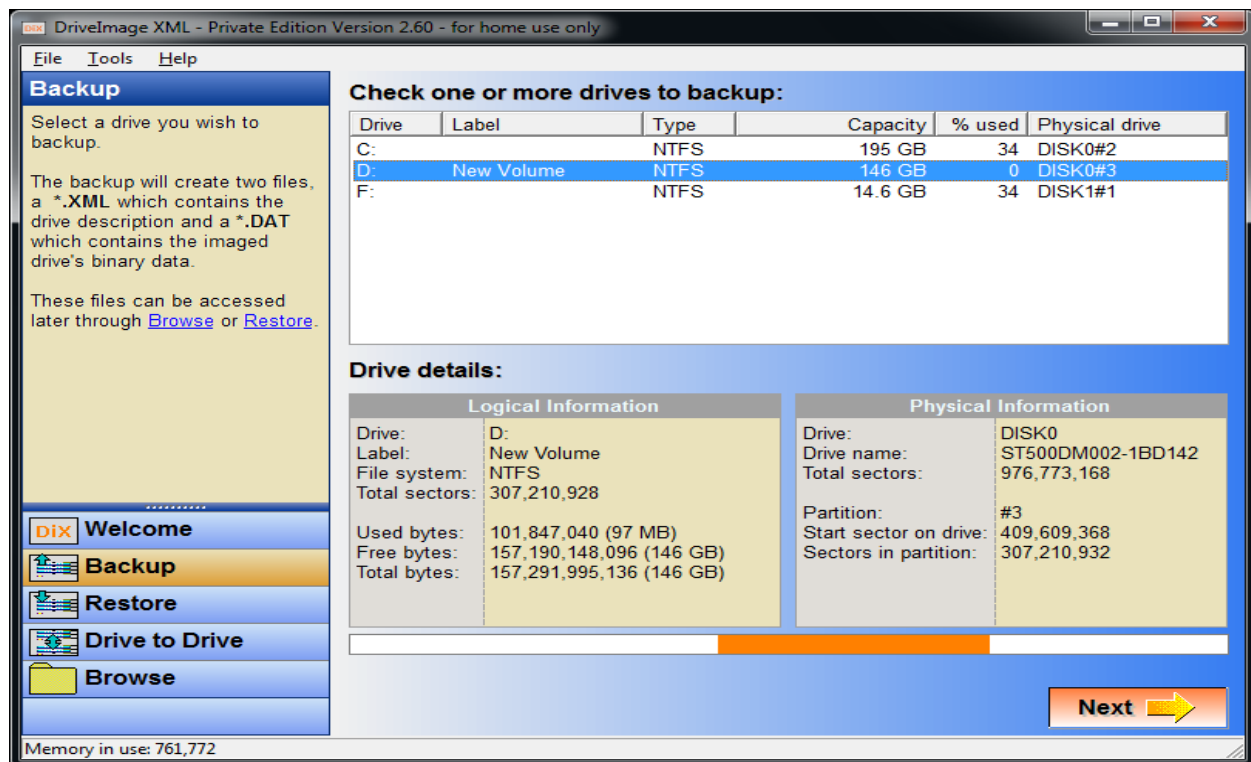 DriveImage XML - Private Edition Version 2.60 - for home use only
File Tools Help
Backup
Select a drive you wish to
backup.
The backup will create two files,
a *.XML which contains the
drive description and a *.DAT
which contains the imaged
drive's binary data.
These files can be accessed
later through Browse or Restore.
DiX Welcome
Backup
Restore
Drive to Drive
Browse
Check one or more drives to backup:
Drive Label Type Capacity % used Physical drive
C: NTFS 195 GB 34 DISK0#2
D: New Volume NTFS 146 GB 0 DISK0#3
F: NTFS 14.6 GB 34 DISK1#1
Drive details:
Logical Information
Drive: D:
Label: New Volume
File system: NTFS
Total sectors: 307,210,928
Used bytes: 101,847,040 (97 MB)
Free bytes: 157,190,148,096 (146 GB)
Total bytes: 157,291,995,136 (146 GB)
Physical Information
Drive: DISK0
Drive name: ST500DM002-1BD142
Total sectors: 976,773,168
Partition: #3
Start sector on drive: 409,609,368
Sectors in partition: 307,210,932
Next
Memory in use: 761,772